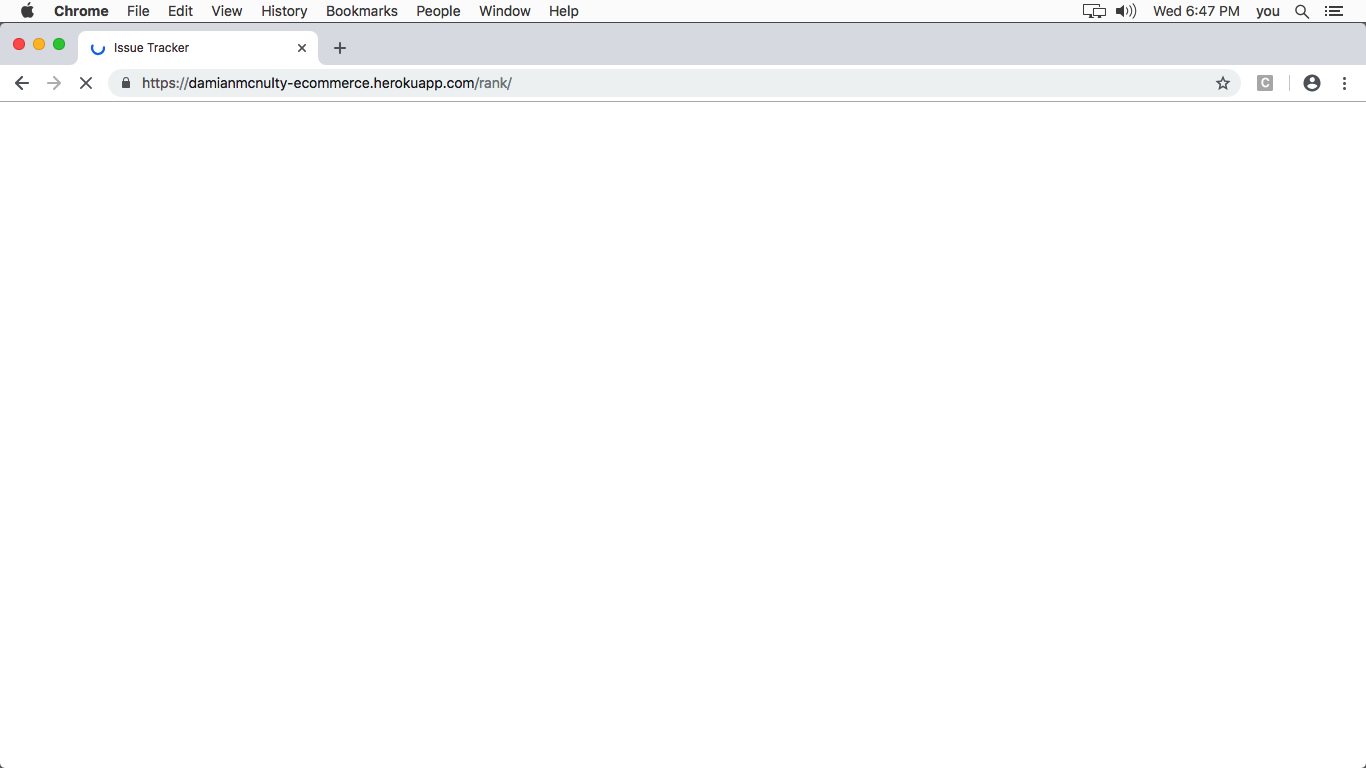 Chrome File Edit View History Bookmarks People Window Help Wed 6:47 PM you
Issue Tracker
https://damianmcnulty-ecommerce.herokuapp.com/rank/ C